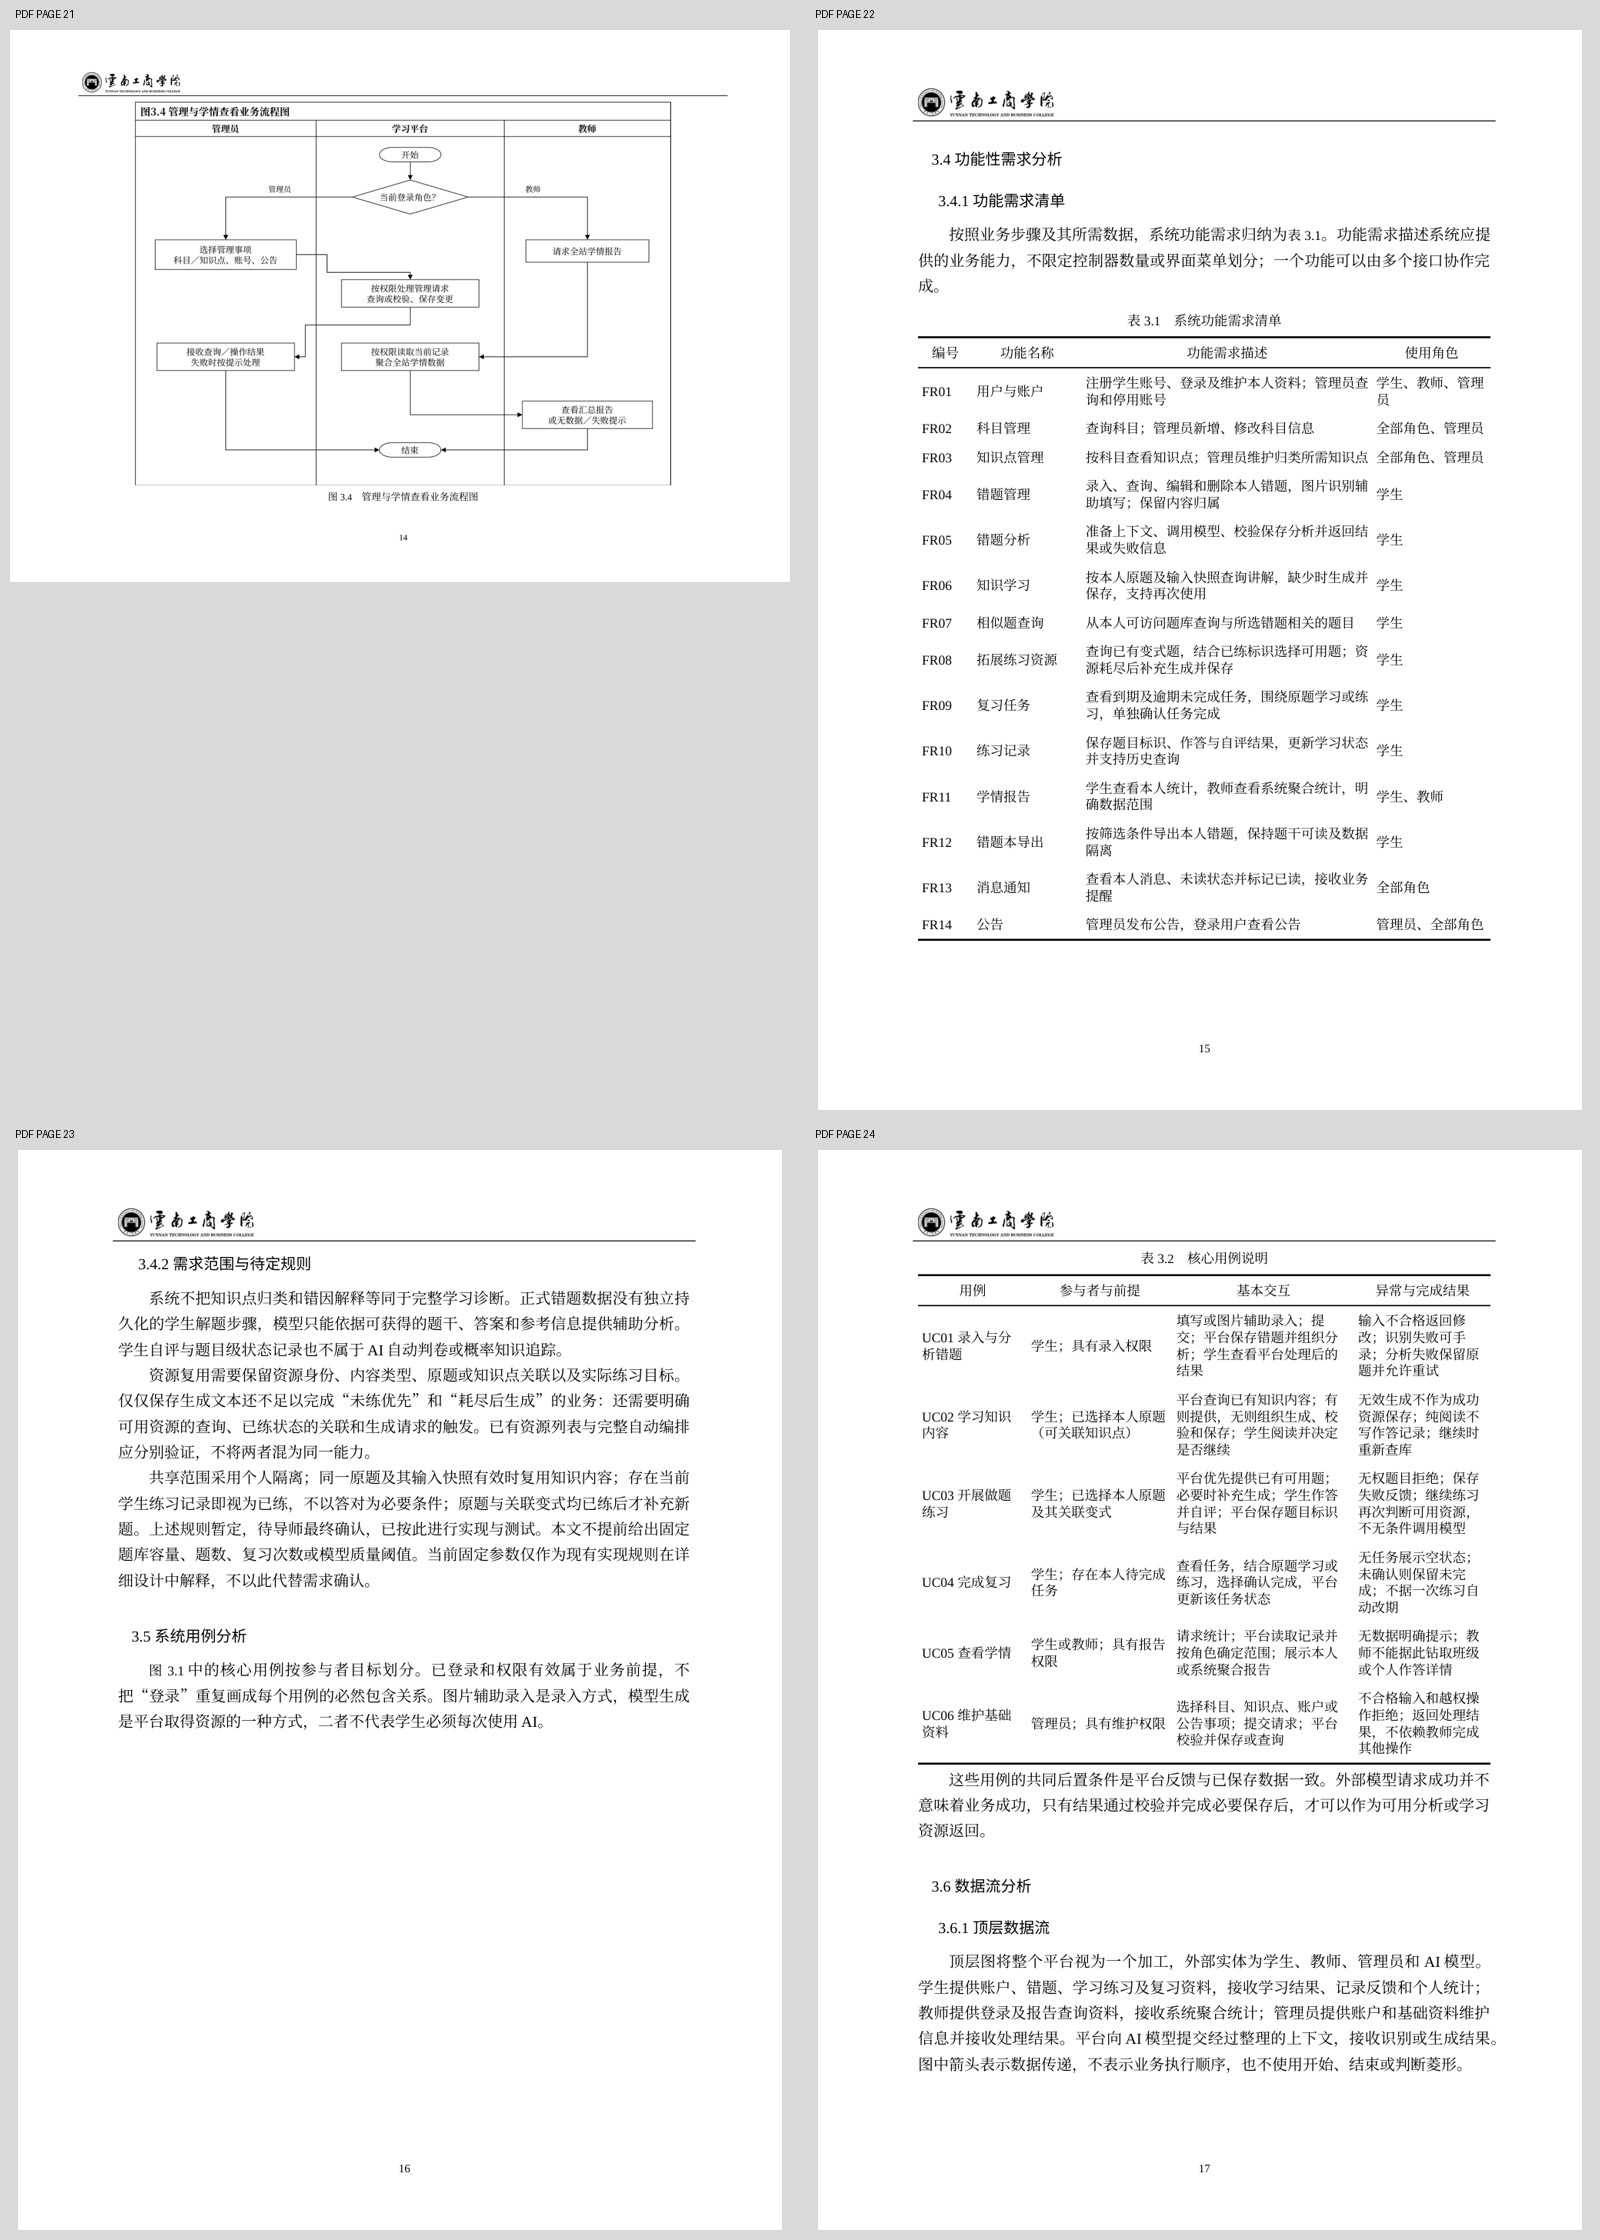 PDF PAGE 21
雲南工商學院
YUNNAN TECHNOLOGY AND BUSINESS COLLEGE
图3.4 管理与学情查看业务流程图
管理员
学习平台
教师
开始
管理员
当前登录角色?
教师
选择管理事项
科目／知识点、账号、公告
请求全站学情报告
按权限处理管理请求
查询或校验、保存变更
接收查询／操作结果
失败时按提示处理
按权限读取当前记录
聚合全站学情数据
查看汇总报告
或无数据／失败提示
结束
图 3.4 管理与学情查看业务流程图
14
PDF PAGE 22
雲南工商學院
YUNNAN TECHNOLOGY AND BUSINESS COLLEGE
3.4 功能性需求分析
3.4.1 功能需求清单
按照业务步骤及其所需数据，系统功能需求归纳为表 3.1。功能需求描述系统应提
供的业务能力，不限定控制器数量或界面菜单划分；一个功能可以由多个接口协作完
成。
表 3.1 系统功能需求清单
编号 功能名称 功能需求描述 使用角色
FR01 用户与账户 注册学生账号、登录及维护本人资料；管理员查 学生、教师、管理
询和停用账号 员
FR02 科目管理 查询科目；管理员新增、修改科目信息 全部角色、管理员
FR03 知识点管理 按科目查看知识点；管理员维护归类所需知识点 全部角色、管理员
FR04 错题管理 录入、查询、编辑和删除本人错题，图片识别辅
助填写；保留内容归属 学生
FR05 错题分析 准备上下文、调用模型、校验保存分析并返回结
果或失败信息 学生
FR06 知识学习 按本人原题及输入快照查询讲解，缺少时生成并
保存，支持再次使用 学生
FR07 相似题查询 从本人可访问题库查询与所选错题相关的题目 学生
FR08 拓展练习资源 查询已有变式题，结合已练标识选择可用题；资
源耗尽后补充生成并保存 学生
FR09 复习任务 查看到期及逾期未完成任务，围绕原题学习或练
习，单独确认任务完成 学生
FR10 练习记录 保存题目标识、作答与自评结果，更新学习状态
并支持历史查询 学生
FR11 学情报告 学生查看本人统计，教师查看系统聚合统计，明
确数据范围 学生、教师
FR12 错题本导出 按筛选条件导出本人错题，保持题干可读及数据
隔离 学生
FR13 消息通知 查看本人消息、未读状态并标记已读，接收业务
提醒 全部角色
FR14 公告 管理员发布公告，登录用户查看公告 管理员、全部角色
15
PDF PAGE 23
雲南工商學院
YUNNAN TECHNOLOGY AND BUSINESS COLLEGE
3.4.2 需求范围与待定规则
系统不把知识点归类和错因解释等同于完整学习诊断。正式错题数据没有独立持
久化的学生解题步骤，模型只能依据可获得的题干、答案和参考信息提供辅助分析。
学生自评与题目级状态记录也不属于 AI 自动判卷或概率知识追踪。
资源复用需要保留资源身份、内容类型、原题或知识点关联以及实际练习目标。
仅仅保存生成文本还不足以完成“未练优先”和“耗尽后生成”的业务：还需要明确
可用资源的查询、已练状态的关联和生成请求的触发。已有资源列表与完整自动编排
应分别验证，不将两者混为同一能力。
共享范围采用个人隔离；同一原题及其输入快照有效时复用知识内容；存在当前
学生练习记录即视为已练，不以答对为必要条件；原题与关联变式均已练后才补充新
题。上述规则暂定，待导师最终确认，已按此进行实现与测试。本文不提前给出固定
题库容量、题数、复习次数或模型质量阈值。当前固定参数仅作为现有实现规则在详
细设计中解释，不以此代替需求确认。
3.5 系统用例分析
图 3.1 中的核心用例按参与者目标划分。已登录和权限有效属于业务前提，不
把“登录”重复画成每个用例的必然包含关系。图片辅助录入是录入方式，模型生成
是平台取得资源的一种方式，二者不代表学生必须每次使用 AI。
16
PDF PAGE 24
雲南工商學院
YUNNAN TECHNOLOGY AND BUSINESS COLLEGE
表 3.2 核心用例说明
用例 参与者与前提 基本交互 异常与完成结果
UC01 录入与分
析错题
学生；具有录入权限
填写或图片辅助录入；提
交；平台保存错题并组织分
析；学生查看平台处理后的
结果
输入不合格返回修
改；识别失败可手
录；分析失败保留原
题并允许重试
UC02 学习知识
内容
学生；已选择本人原题
（可关联知识点）
平台查询已有知识内容；有
则提供，无则组织生成、校
验和保存；学生阅读并决定
是否继续
无效生成不作为成功
资源保存；纯阅读不
写作答记录；继续时
重新查库
UC03 开展做题
练习
学生；已选择本人原题
及其关联变式
平台优先提供已有可用题；
必要时补充生成；学生作答
并自评；平台保存题目标识
与结果
无权题目拒绝；保存
失败反馈；继续练习
再次判断可用资源，
不无条件调用模型
UC04 完成复习
学生；存在本人待完成
任务
查看任务，结合原题学习或
练习，选择确认完成，平台
更新该任务状态
无任务展示空状态；
未确认则保留未完
成；不据一次练习自
动改期
UC05 查看学情
学生或教师；具有报告
权限
请求统计；平台读取记录并
按角色确定范围；展示本人
或系统聚合报告
无数据明确提示；教
师不能据此钻取班级
或个人作答详情
UC06 维护基础
资料
管理员；具有维护权限
选择科目、知识点、账户或
公告事项；提交请求；平台
校验并保存或查询
不合格输入和越权操
作拒绝；返回处理结
果，不依赖教师完成
其他操作
这些用例的共同后置条件是平台反馈与已保存数据一致。外部模型请求成功并不
意味着业务成功，只有结果通过校验并完成必要保存后，才可以作为可用分析或学习
资源返回。
3.6 数据流分析
3.6.1 顶层数据流
顶层图将整个平台视为一个加工，外部实体为学生、教师、管理员和 AI 模型。
学生提供账户、错题、学习练习及复习资料，接收学习结果、记录反馈和个人统计；
教师提供登录及报告查询资料，接收系统聚合统计；管理员提供账户和基础资料维护
信息并接收处理结果。平台向 AI 模型提交经过整理的上下文，接收识别或生成结果。
图中箭头表示数据传递，不表示业务执行顺序，也不使用开始、结束或判断菱形。
17